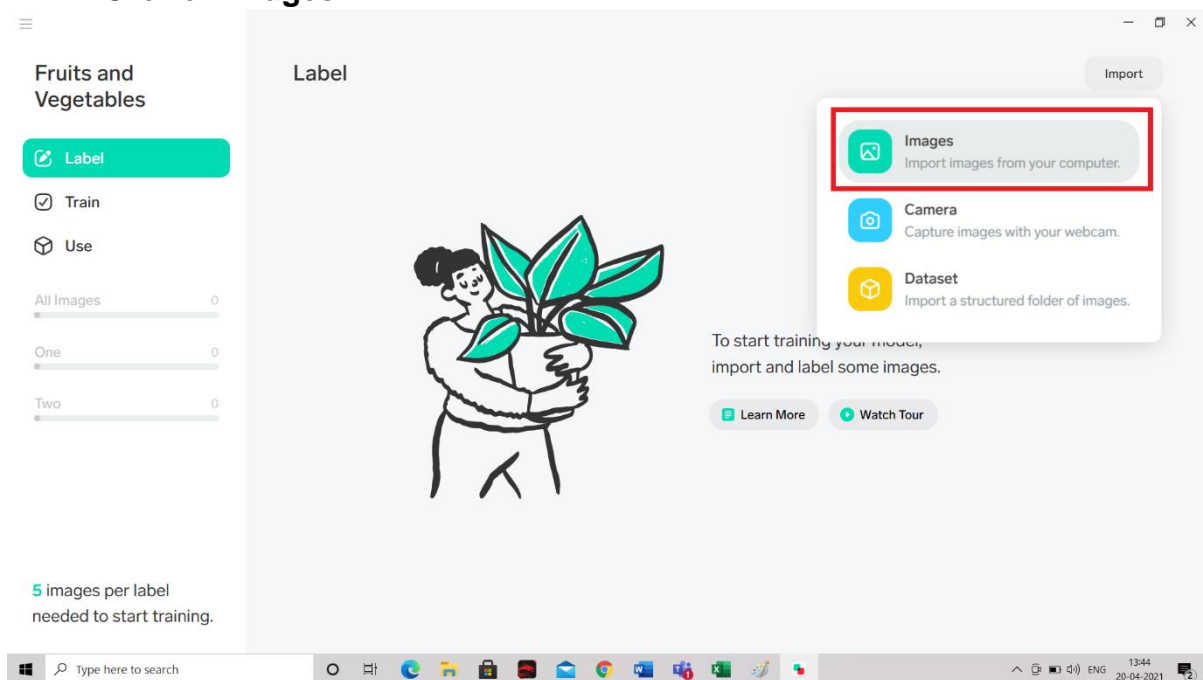 Fruits and
Vegetables
Label
Import
Label
Train
Use
All Images 0
One 0
Two 0
5 images per label
needed to start training.
Images
Import images from your computer.
Camera
Capture images with your webcam.
Dataset
Import a structured folder of images.
To start training your model,
import and label some images.
Learn More
Watch Tour
Type here to search
ENG
13:44
20-04-2021
2